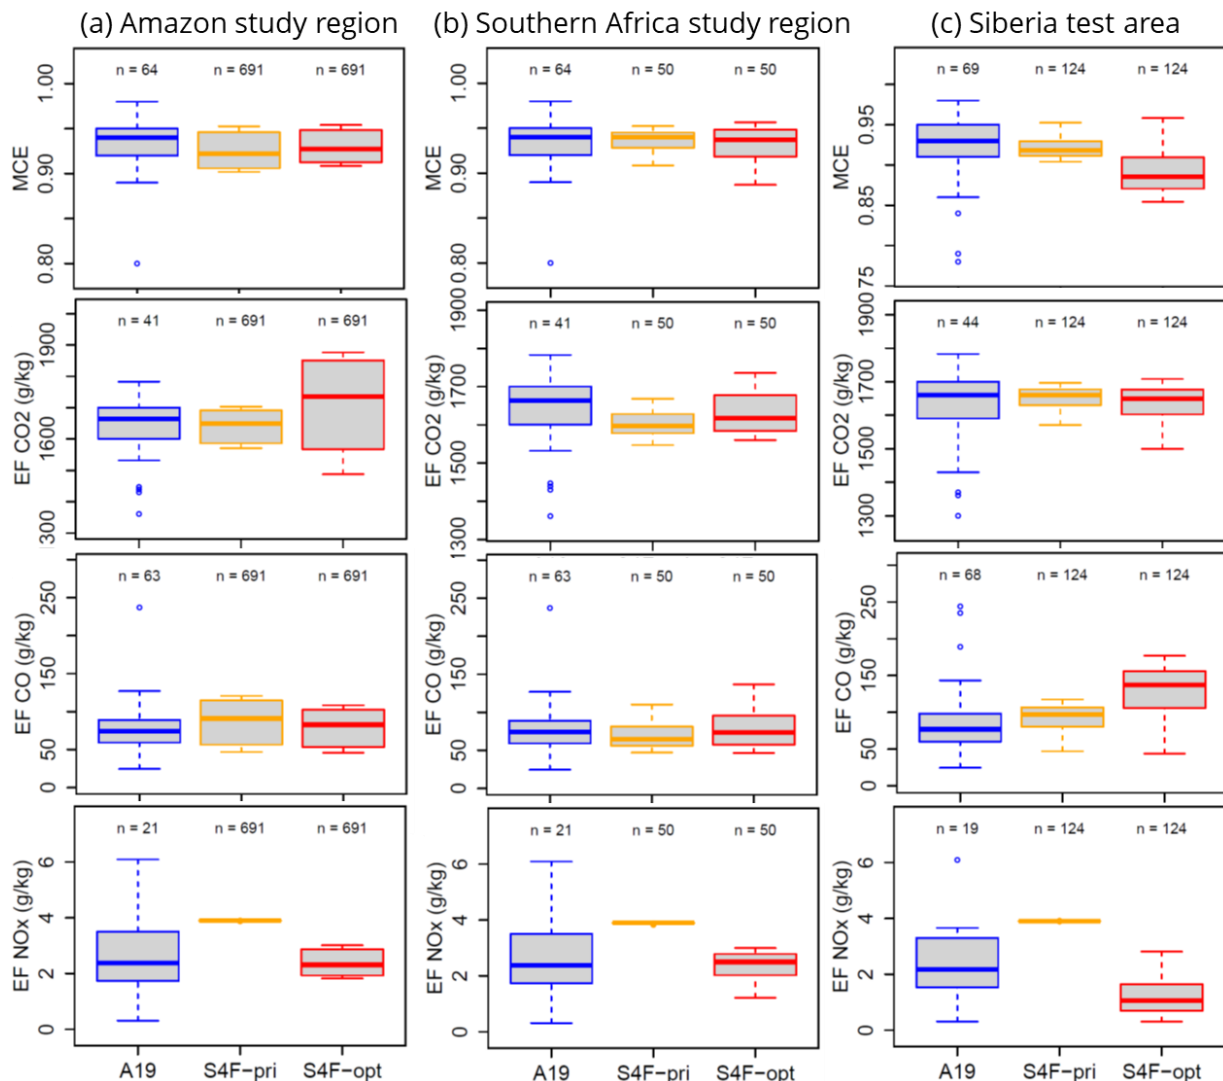 (a) Amazon study region (b) Southern Africa study region (c) Siberia test area
n = 64 n = 691 n = 691
MCE
1.00
0.90
0.80
n = 64 n = 50 n = 50
MCE
1.00
0.90
0.80
n = 69 n = 124 n = 124
MCE
0.95
0.85
75
n = 41 n = 691 n = 691
EF CO2 (g/kg)
1900
1600
300
n = 41 n = 50 n = 50
EF CO2 (g/kg)
1900
1700
1500
1300
n = 44 n = 124 n = 124
EF CO2 (g/kg)
1900
1700
1500
1300
n = 63 n = 691 n = 691
EF CO (g/kg)
250
150
50
0
n = 63 n = 50 n = 50
EF CO (g/kg)
250
150
50
0
n = 68 n = 124 n = 124
EF CO (g/kg)
250
150
50
0
n = 21 n = 691 n = 691
EF NOx (g/kg)
6
4
2
0
A19 S4F-pri S4F-opt
n = 21 n = 50 n = 50
EF NOx (g/kg)
6
4
2
0
A19 S4F-pri S4F-opt
n = 19 n = 124 n = 124
EF NOx (g/kg)
6
4
2
0
A19 S4F-pri S4F-opt